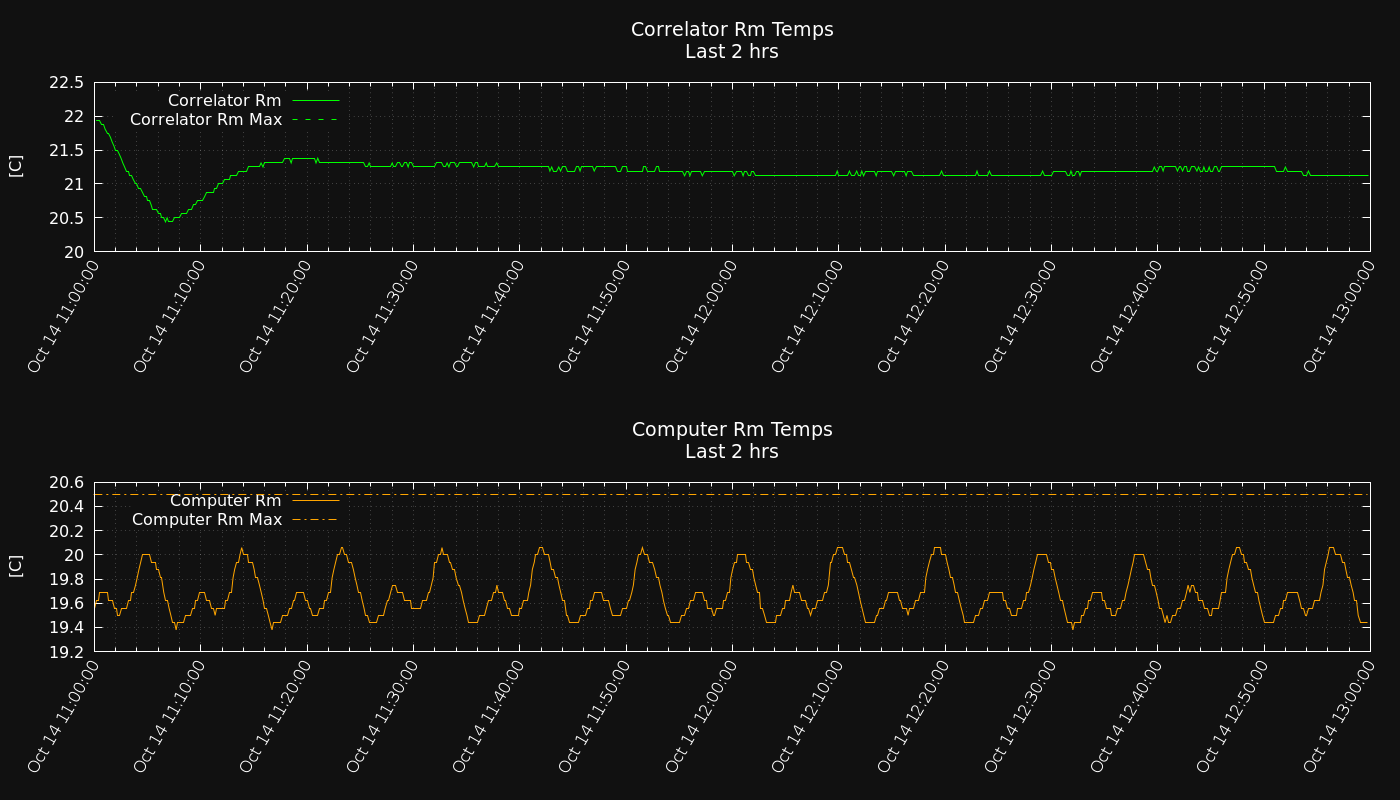 Correlator Rm Temps
Last 2 hrs
22.5
22
21.5
21
20.5
20
[C]
Correlator Rm
Correlator Rm Max
Oct 14 11:00:00
Oct 14 11:10:00
Oct 14 11:20:00
Oct 14 11:30:00
Oct 14 11:40:00
Oct 14 11:50:00
Oct 14 12:00:00
Oct 14 12:10:00
Oct 14 12:20:00
Oct 14 12:30:00
Oct 14 12:40:00
Oct 14 12:50:00
Oct 14 13:00:00
Computer Rm Temps
Last 2 hrs
20.6
20.4
20.2
20
19.8
19.6
19.4
19.2
[C]
Computer Rm
Computer Rm Max
Oct 14 11:00:00
Oct 14 11:10:00
Oct 14 11:20:00
Oct 14 11:30:00
Oct 14 11:40:00
Oct 14 11:50:00
Oct 14 12:00:00
Oct 14 12:10:00
Oct 14 12:20:00
Oct 14 12:30:00
Oct 14 12:40:00
Oct 14 12:50:00
Oct 14 13:00:00